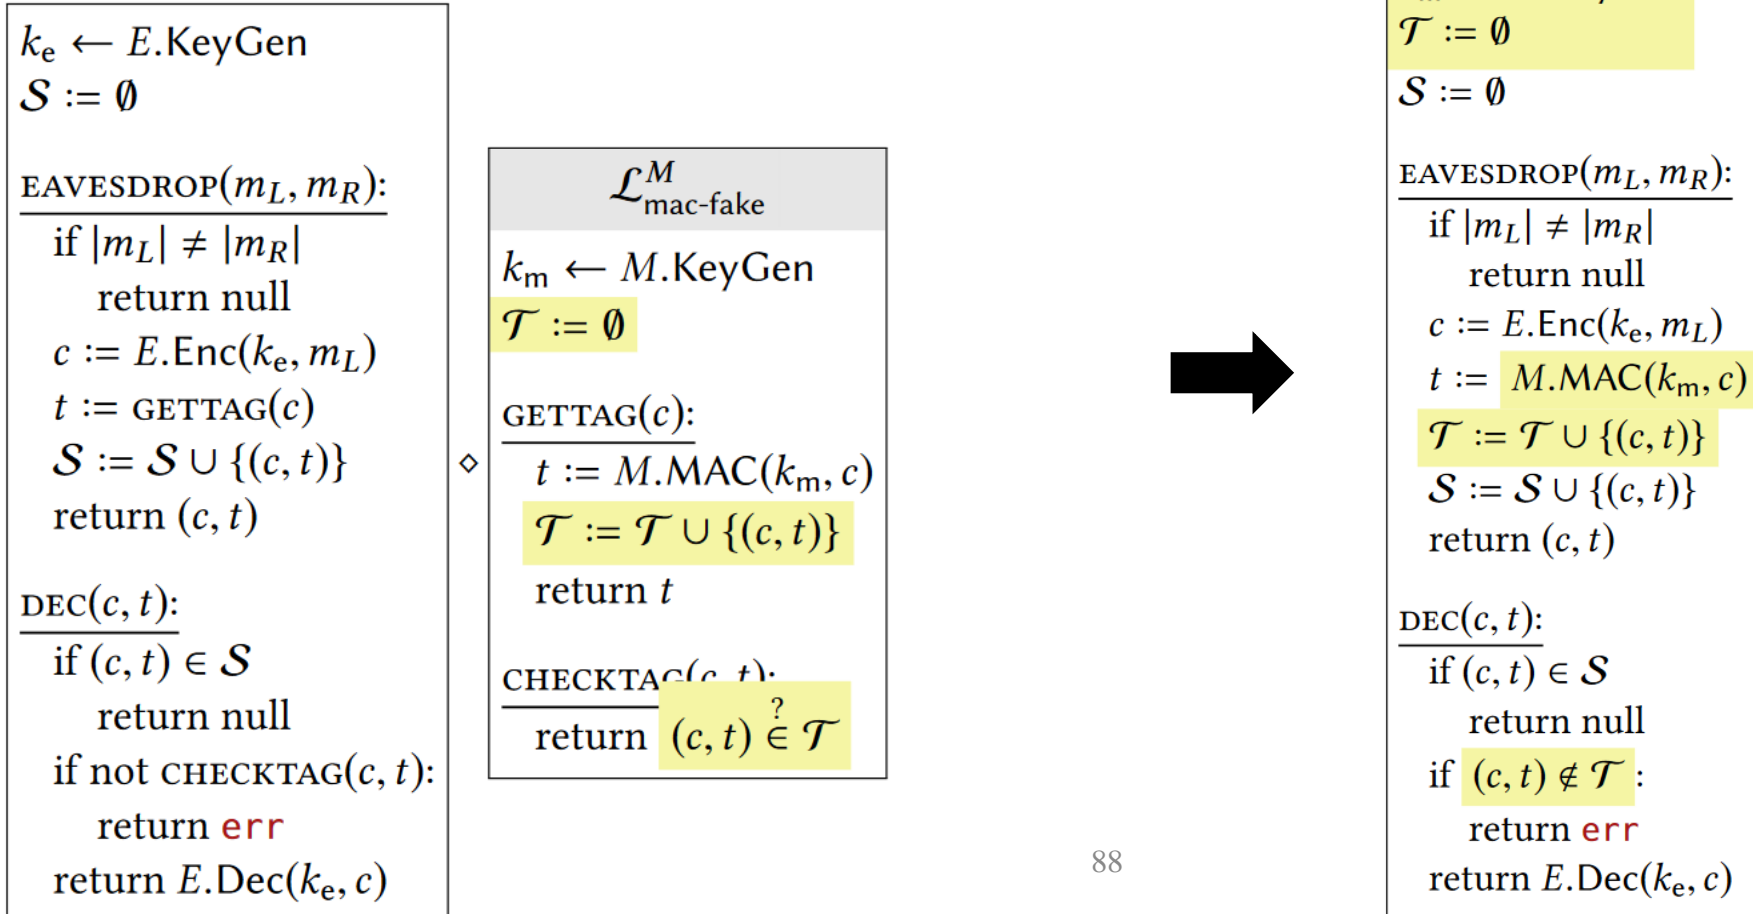 k_e ← E.KeyGen
𝒮 := ∅
EAVESDROP(m_L, m_R):
if |m_L| ≠ |m_R|
return null
c := E.Enc(k_e, m_L)
t := GETTAG(c)
𝒮 := 𝒮 ∪ {(c, t)}
return (c, t)
DEC(c, t):
if (c, t) ∈ 𝒮
return null
if not CHECKTAG(c, t):
return err
return E.Dec(k_e, c)
⋄
ℒ^M_mac-fake
k_m ← M.KeyGen
𝒯 := ∅
GETTAG(c):
t := M.MAC(k_m, c)
𝒯 := 𝒯 ∪ {(c, t)}
return t
CHECKTAG(c, t):
return (c, t) ∈? 𝒯
𝒯 := ∅
𝒮 := ∅
EAVESDROP(m_L, m_R):
if |m_L| ≠ |m_R|
return null
c := E.Enc(k_e, m_L)
t := M.MAC(k_m, c)
𝒯 := 𝒯 ∪ {(c, t)}
𝒮 := 𝒮 ∪ {(c, t)}
return (c, t)
DEC(c, t):
if (c, t) ∈ 𝒮
return null
if (c, t) ∉ 𝒯 :
return err
return E.Dec(k_e, c)
88